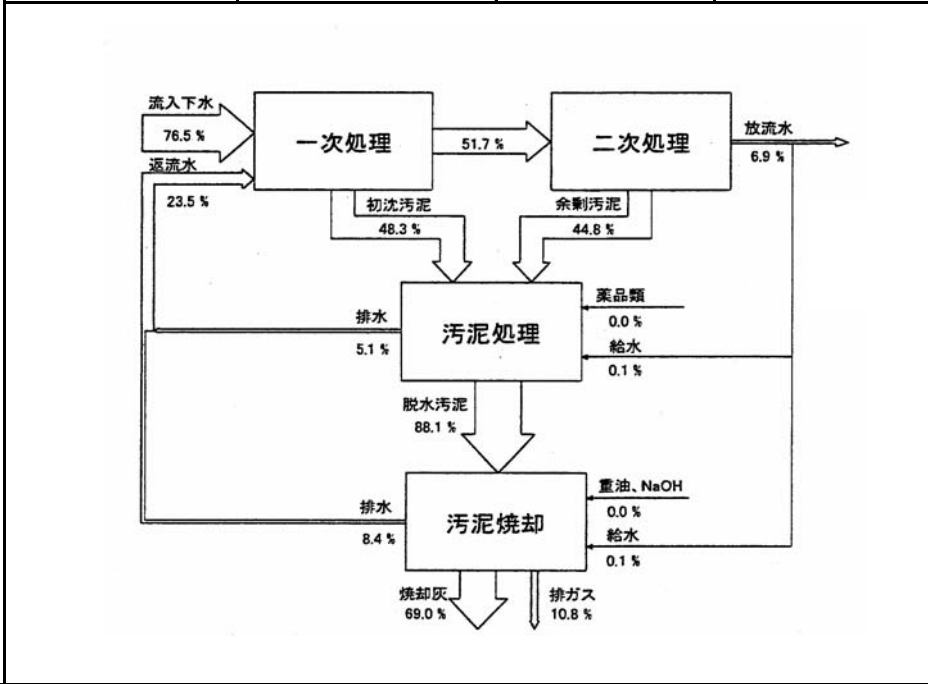 流入下水
76.5 %
一次処理
51.7 %
二次処理
放流水
6.9 %
返流水
23.5 %
初沈汚泥
48.3 %
余剰汚泥
44.8 %
汚泥処理
薬品類
0.0 %
給水
0.1 %
排水
5.1 %
脱水汚泥
88.1 %
汚泥焼却
重油、NaOH
0.0 %
給水
0.1 %
排水
8.4 %
焼却灰
69.0 %
排ガス
10.8 %